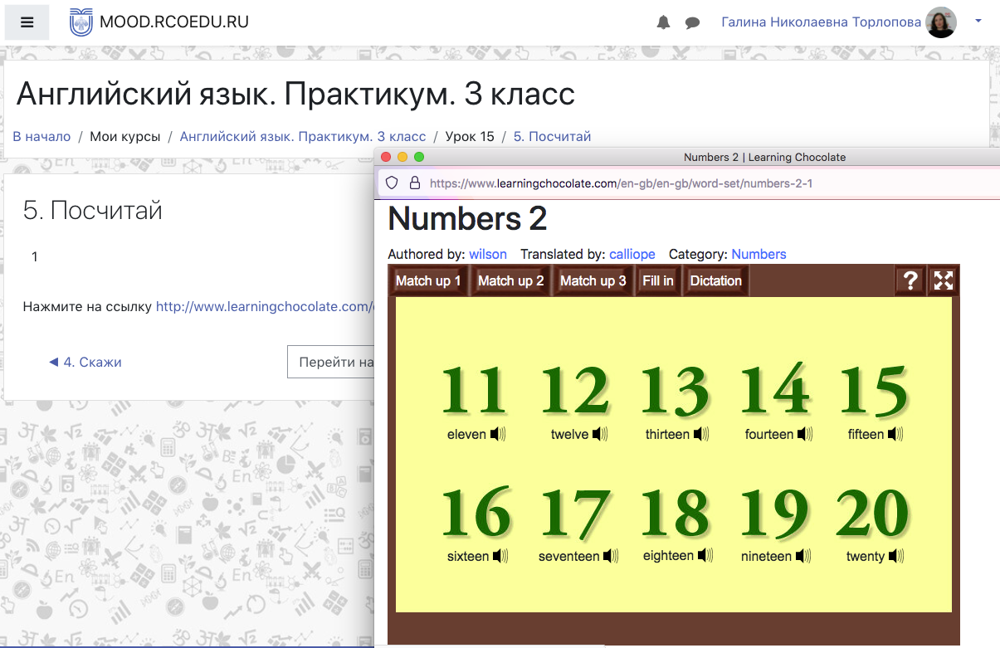 MOOD.RCOEDU.RU
Галина Николаевна Торлопова
Английский язык. Практикум. 3 класс
В начало / Мои курсы / Английский язык. Практикум. 3 класс / Урок 15 / 5. Посчитай
5. Посчитай
1
Нажмите на ссылку http://www.learningchocolate.com/
◄ 4. Скажи
Перейти на
Numbers 2 | Learning Chocolate
https://www.learningchocolate.com/en-gb/en-gb/word-set/numbers-2-1
Numbers 2
Authored by: wilson Translated by: calliope Category: Numbers
Match up 1 Match up 2 Match up 3 Fill in Dictation ?
11 12 13 14 15
eleven twelve thirteen fourteen fifteen
16 17 18 19 20
sixteen seventeen eighteen nineteen twenty